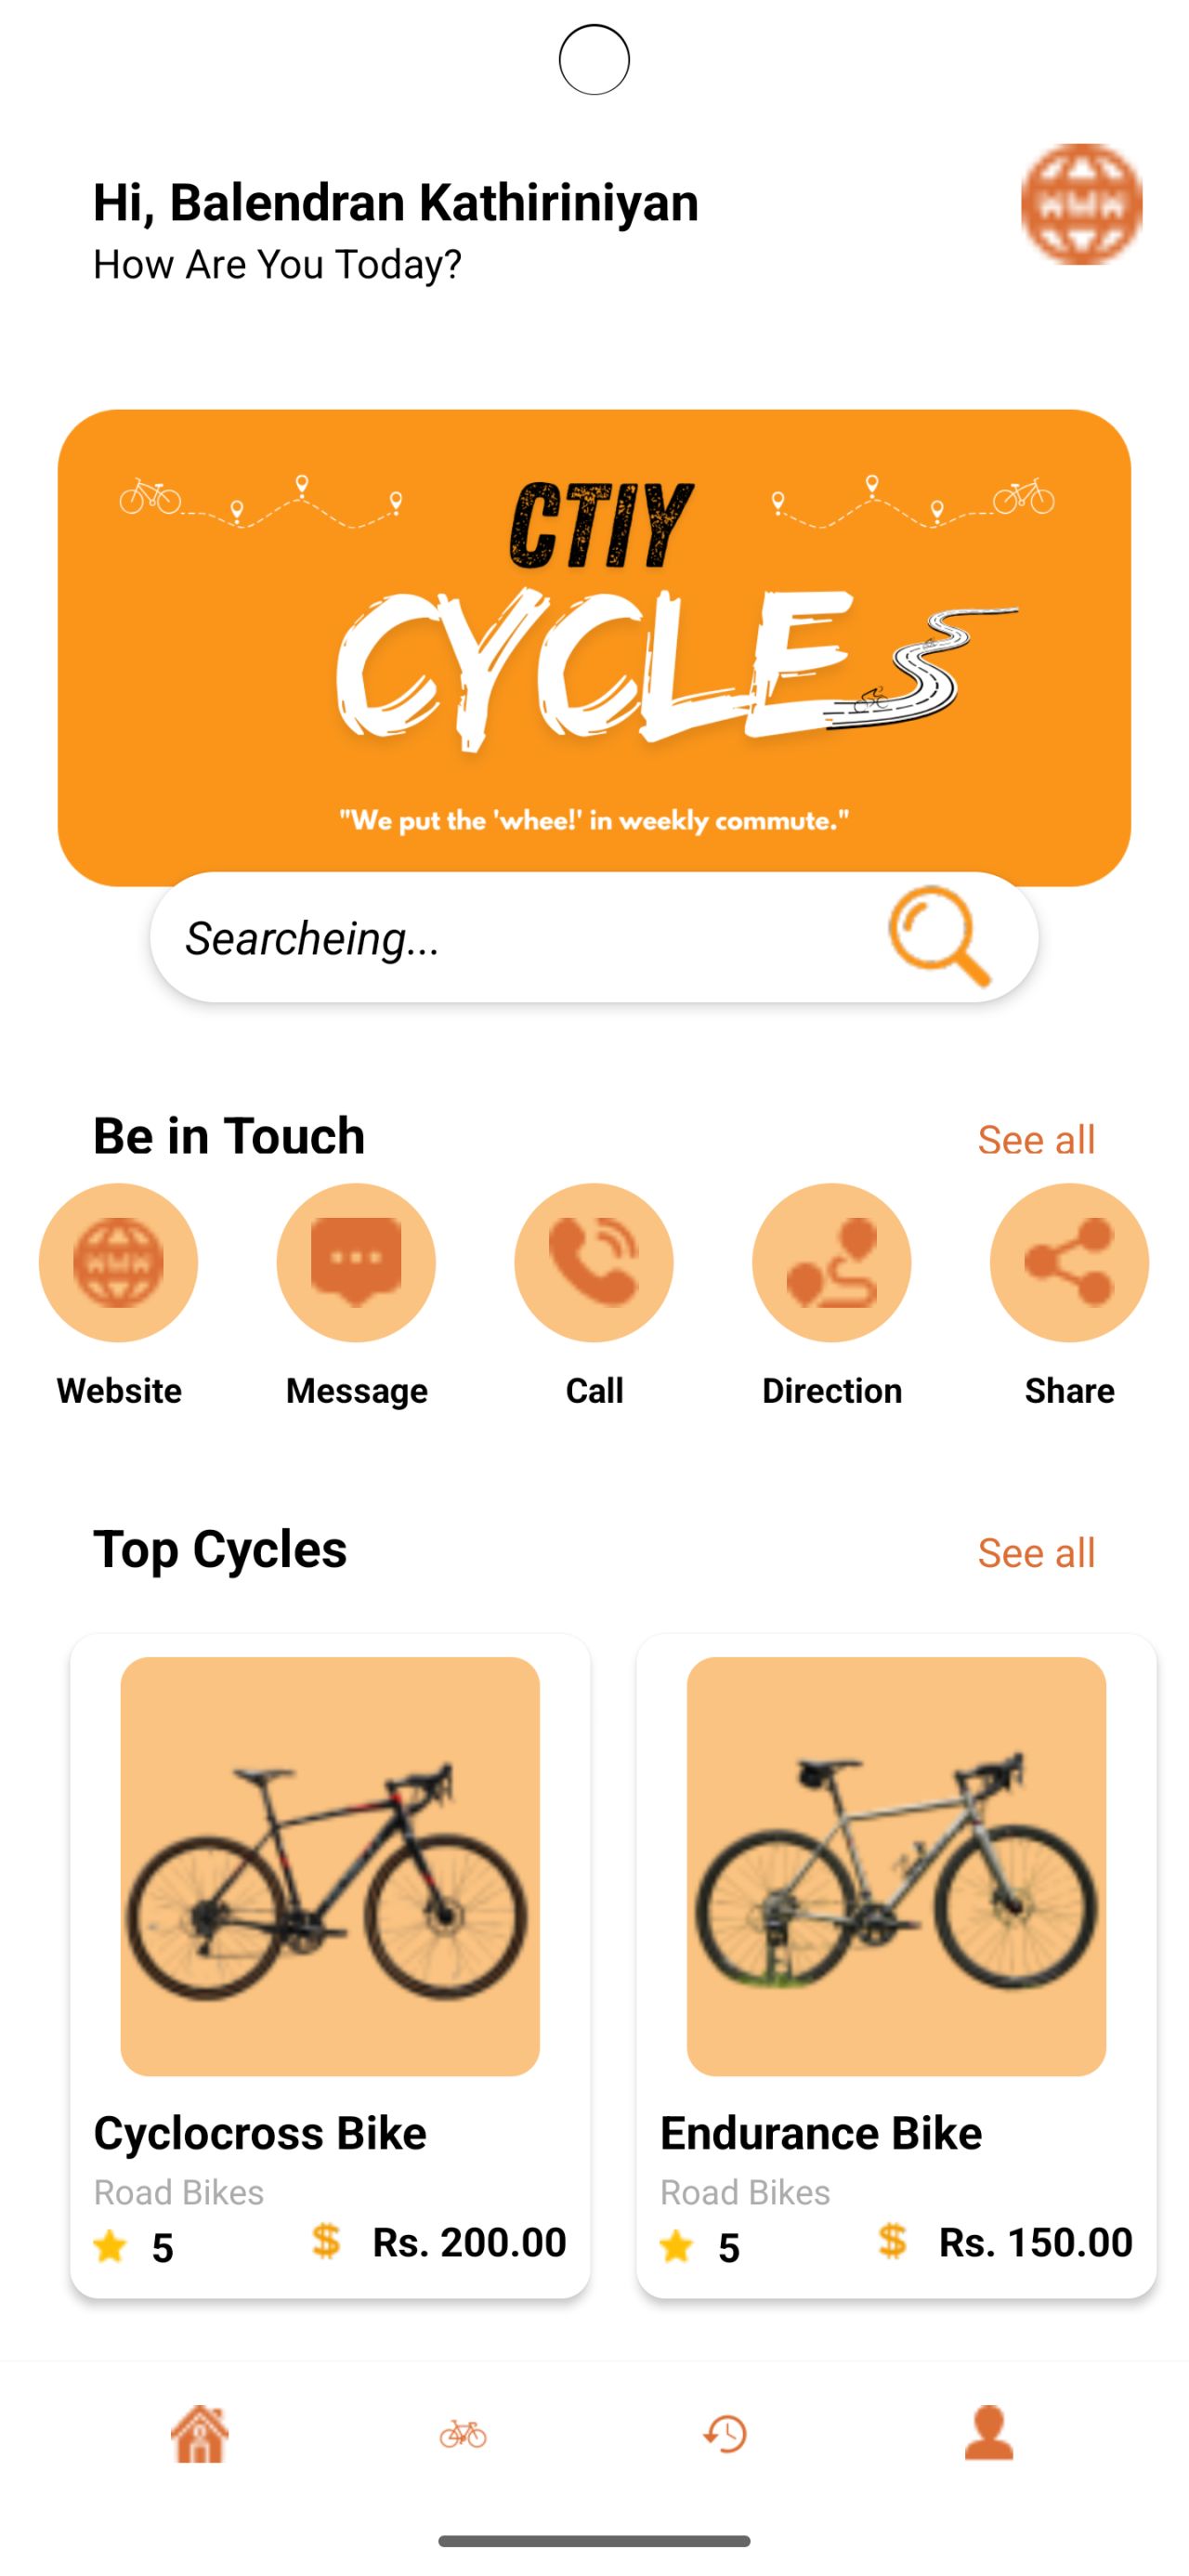 Hi, Balendran Kathiriniyan
How Are You Today?
CTIY
CYCLES
"We put the 'whee!' in weekly commute."
Searcheing...
Be in Touch
See all
Website
Message
Call
Direction
Share
Top Cycles
See all
Cyclocross Bike
Road Bikes
5
$
Rs. 200.00
Endurance Bike
Road Bikes
5
$
Rs. 150.00